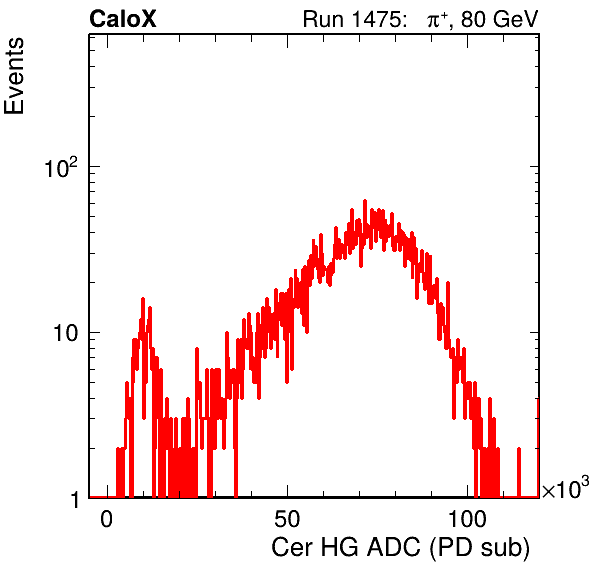 CaloX Run 1475: π⁺, 80 GeV
Events
10²
10
1
0 50 100 ×10³
Cer HG ADC (PD sub)